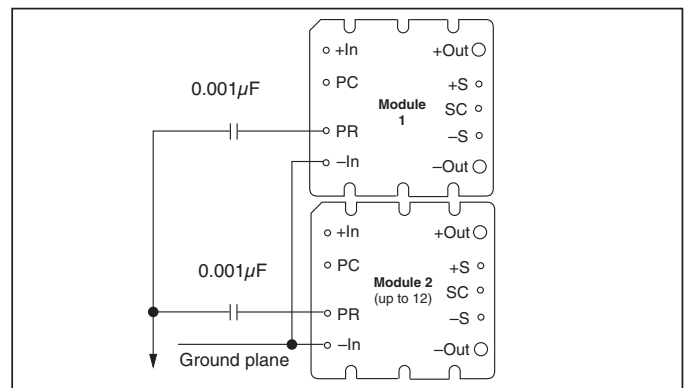 +In
+Out
PC
+S
0.001µF
Module
1
SC
PR
–S
–In
–Out
+In
+Out
PC
+S
0.001µF
Module 2
(up to 12)
SC
PR
–S
–In
–Out
Ground plane